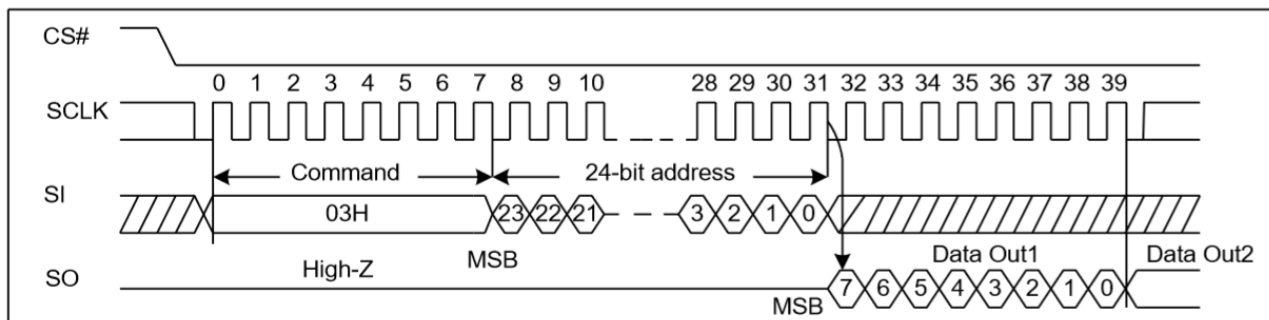 CS#
0 1 2 3 4 5 6 7 8 9 10 28 29 30 31 32 33 34 35 36 37 38 39
SCLK
Command 24-bit address
SI
03H 23 22 21 3 2 1 0
High-Z MSB Data Out1 Data Out2
SO
MSB 7 6 5 4 3 2 1 0